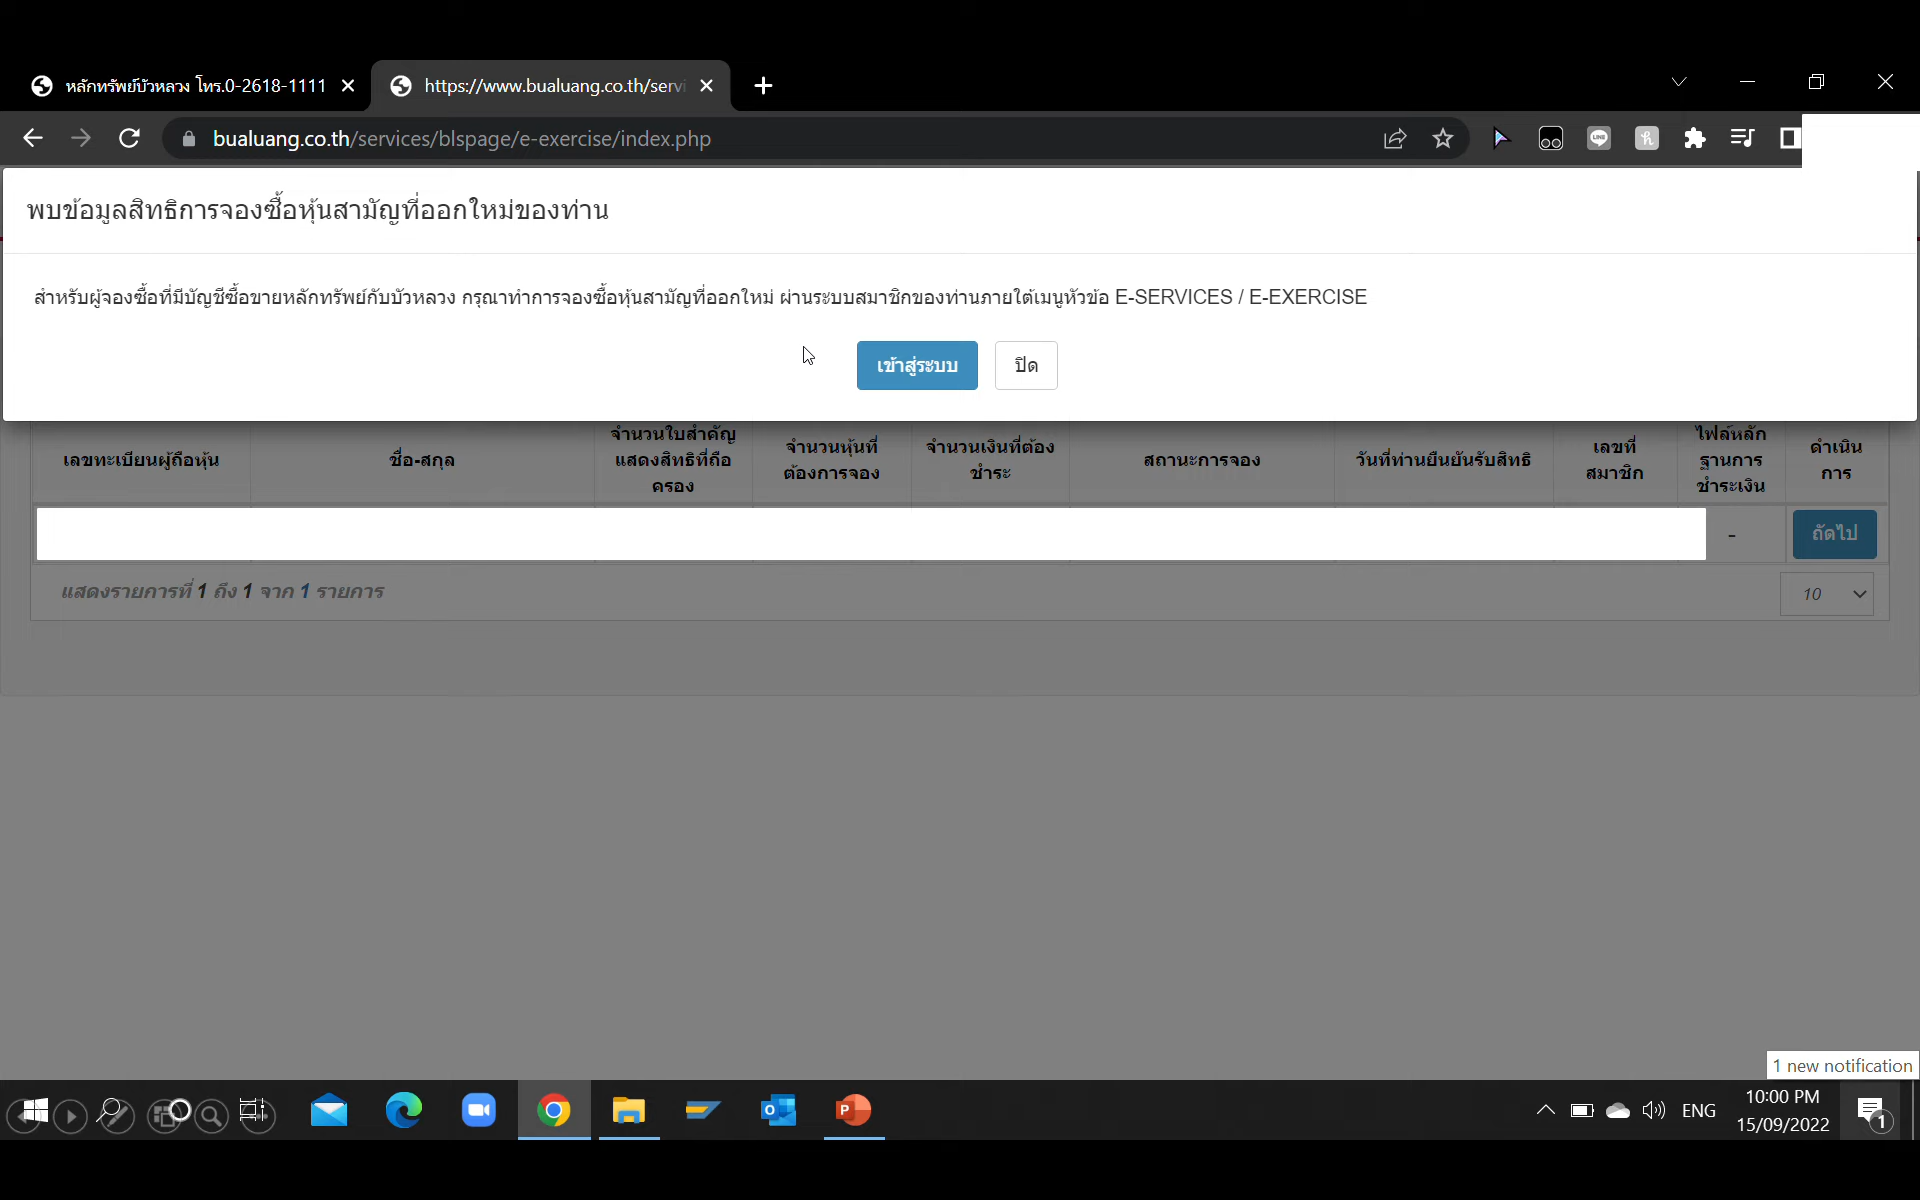 หลักทรัพย์บัวหลวง โทร.0-2618-1111
https://www.bualuang.co.th/servi
bualuang.co.th/services/blspage/e-exercise/index.php
พบข้อมูลสิทธิการจองซื้อหุ้นสามัญที่ออกใหม่ของท่าน
สำหรับผู้จองซื้อที่มีบัญชีซื้อขายหลักทรัพย์กับบัวหลวง กรุณาทำการจองซื้อหุ้นสามัญที่ออกใหม่ ผ่านระบบสมาชิกของท่านภายใต้เมนูหัวข้อ E-SERVICES / E-EXERCISE
เข้าสู่ระบบ
ปิด
เลขทะเบียนผู้ถือหุ้น
ชื่อ-สกุล
จำนวนใบสำคัญ
แสดงสิทธิที่ถือ
ครอง
จำนวนหุ้นที่
ต้องการจอง
จำนวนเงินที่ต้อง
ชำระ
สถานะการจอง
วันที่ท่านยืนยันรับสิทธิ
เลขที่
สมาชิก
ไฟล์หลัก
ฐานการ
ชำระเงิน
ดำเนิน
การ
-
ถัดไป
แสดงรายการที่ 1 ถึง 1 จาก 1 รายการ
10
1 new notification
ENG
10:00 PM
15/09/2022
1